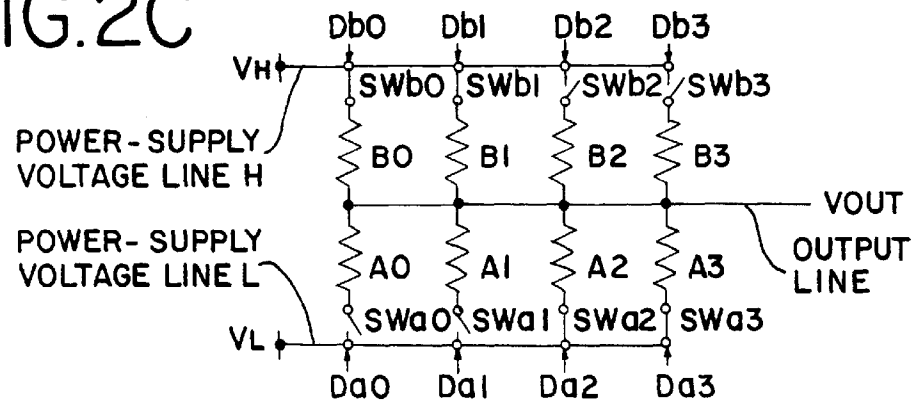 IG.2C
Db0 Db1 Db2 Db3
VH
SWb0 SWb1 SWb2 SWb3
POWER-SUPPLY
VOLTAGE LINE H
B0 B1 B2 B3
VOUT
POWER-SUPPLY
VOLTAGE LINE L
A0 A1 A2 A3
OUTPUT
LINE
SWa0 SWa1 SWa2 SWa3
VL
Da0 Da1 Da2 Da3